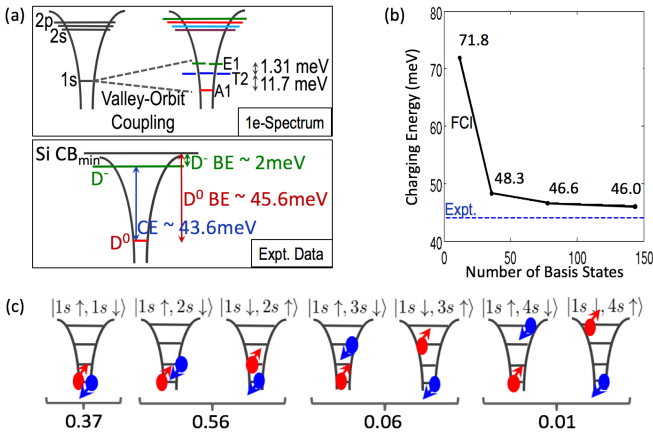 (a)
2p
2s
1s
Valley-Orbit
Coupling
E1
T2
A1
1.31 meV
11.7 meV
1e-Spectrum
Si CBmin
D⁻
D⁻ BE ~ 2meV
D⁰ BE ~ 45.6meV
CE ~ 43.6meV
D⁰
Expt. Data
(b)
Charging Energy (meV)
80
70
60
50
40
71.8
FCI
48.3
46.6
46.0
Expt.
0
50
100
150
Number of Basis States
(c)
|1s ↑, 1s ↓⟩
|1s ↑, 2s ↓⟩
|1s ↓, 2s ↑⟩
|1s ↑, 3s ↓⟩
|1s ↓, 3s ↑⟩
|1s ↑, 4s ↓⟩
|1s ↓, 4s ↑⟩
0.37
0.56
0.06
0.01